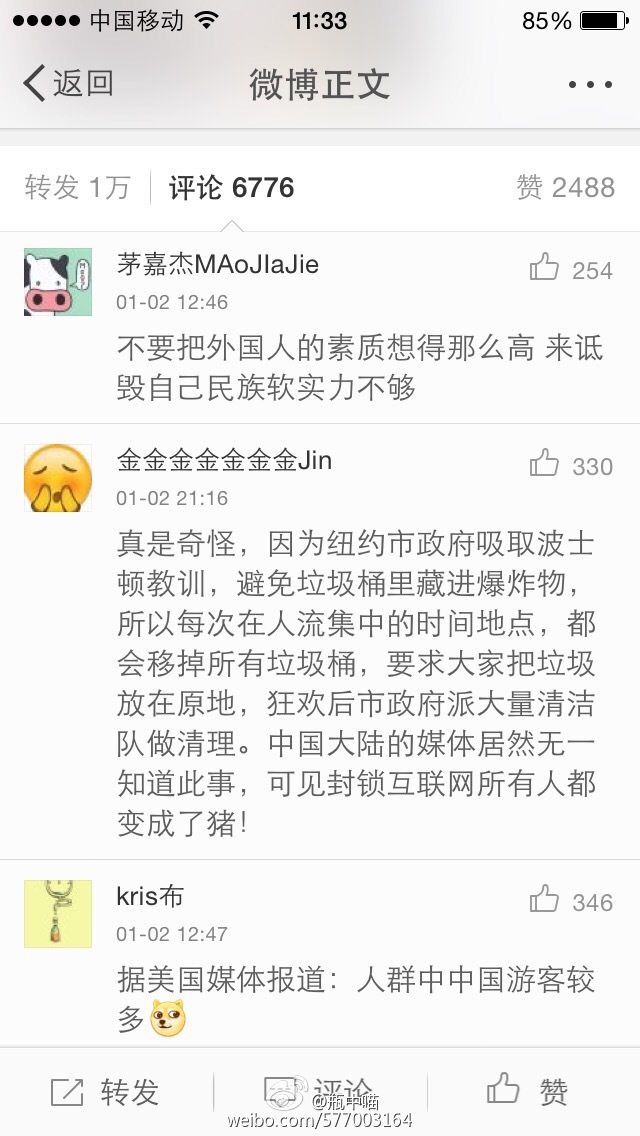 中国移动 11:33 85%
返回 微博正文
转发 1万 评论 6776 赞 2488
茅嘉杰MAoJIaJie 254
01-02 12:46
不要把外国人的素质想得那么高 来诋
毁自己民族软实力不够
金金金金金金金Jin 330
01-02 21:16
真是奇怪，因为纽约市政府吸取波士
顿教训，避免垃圾桶里藏进爆炸物，
所以每次在人流集中的时间地点，都
会移掉所有垃圾桶，要求大家把垃圾
放在原地，狂欢后市政府派大量清洁
队做清理。中国大陆的媒体居然无一
知道此事，可见封锁互联网所有人都
变成了猪！
kris布 346
01-02 12:47
据美国媒体报道：人群中中国游客较
多
转发 评论 赞
@瓶中喵
weibo.com/577003164